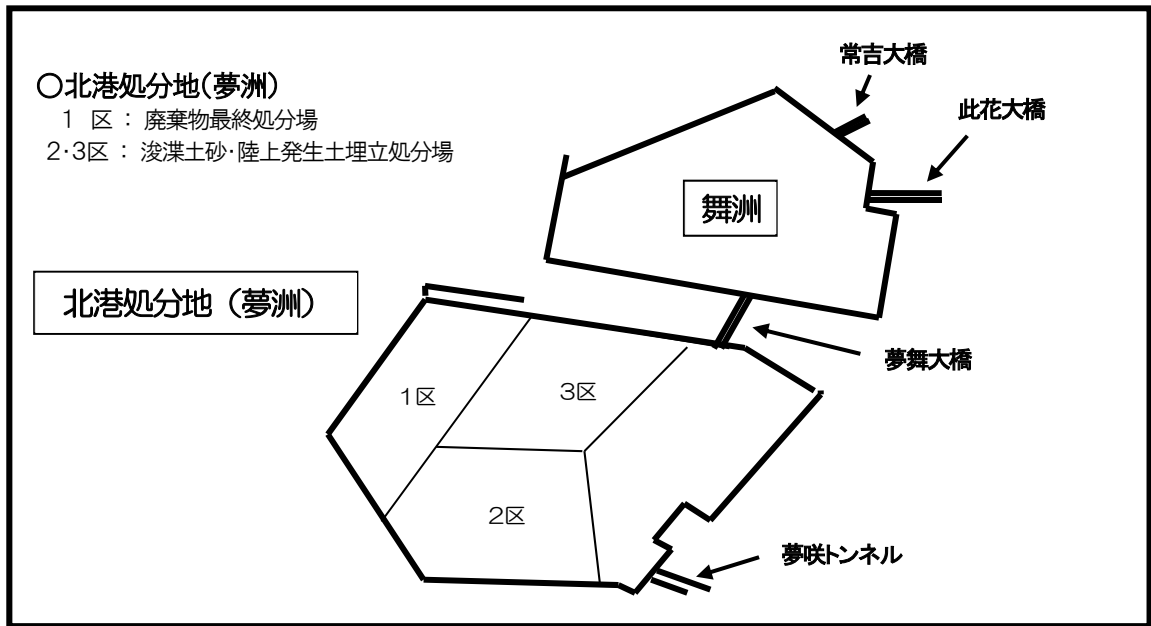 ○北港処分地(夢洲)
1 区 : 廃棄物最終処分場
2・3区 : 浚渫土砂・陸上発生土埋立処分場
常吉大橋
此花大橋
舞洲
北港処分地 (夢洲)
夢舞大橋
1区
3区
2区
夢咲トンネル